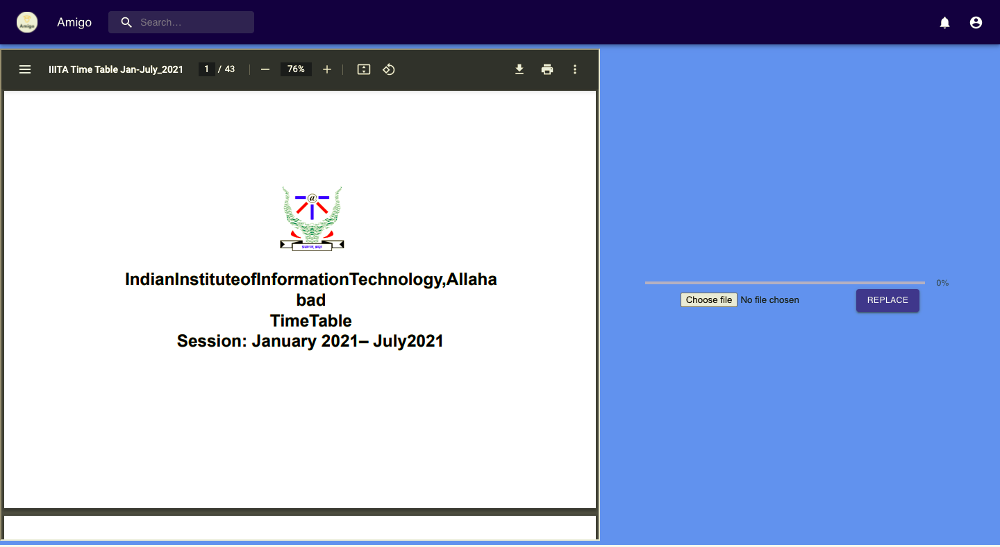 Amigo
Amigo
Search…
IIITA Time Table Jan-July_2021
1 / 43
76%
IndianInstituteofInformationTechnology,Allaha
bad
TimeTable
Session: January 2021– July2021
0%
Choose file No file chosen
REPLACE